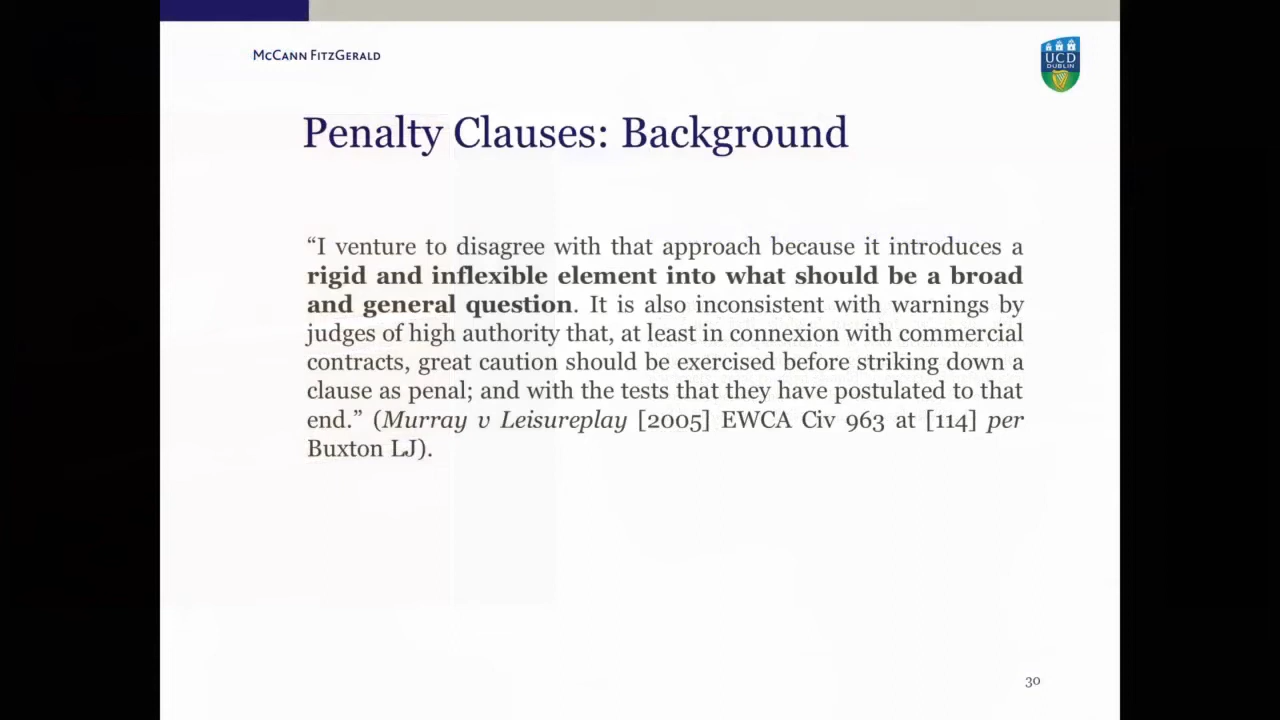 McCann FitzGerald
UCD
DUBLIN
Penalty Clauses: Background
“I venture to disagree with that approach because it introduces a
rigid and inflexible element into what should be a broad
and general question. It is also inconsistent with warnings by
judges of high authority that, at least in connexion with commercial
contracts, great caution should be exercised before striking down a
clause as penal; and with the tests that they have postulated to that
end.” (Murray v Leisureplay [2005] EWCA Civ 963 at [114] per
Buxton LJ).
30